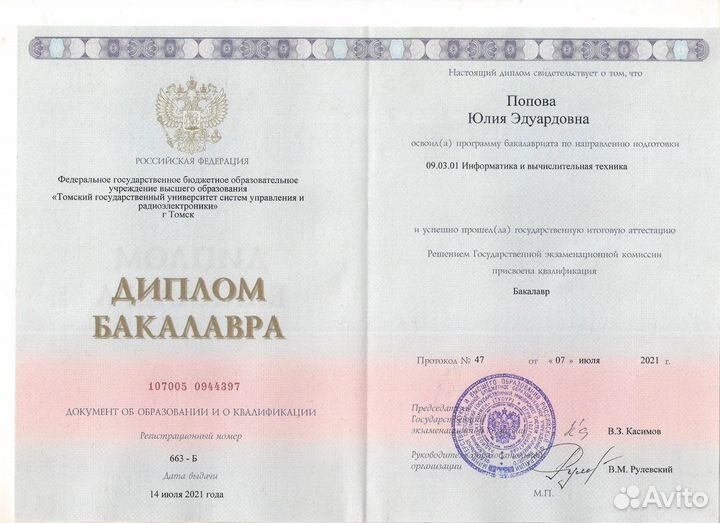 РОССИЙСКАЯ ФЕДЕРАЦИЯ
Федеральное государственное бюджетное образовательное
учреждение высшего образования
«Томский государственный университет систем управления и
радиоэлектроники»
г Томск
ДИПЛОМ
БАКАЛАВРА
107005 0944397
ДОКУМЕНТ ОБ ОБРАЗОВАНИИ И О КВАЛИФИКАЦИИ
Регистрационный номер
663 - Б
Дата выдачи
14 июля 2021 года
Настоящий диплом свидетельствует о том, что
Попова
Юлия Эдуардовна
освоил(а) программу бакалавриата по направлению подготовки
09.03.01 Информатика и вычислительная техника
и успешно прошел(ла) государственную итоговую аттестацию
Решением Государственной экзаменационной комиссии
присвоена квалификация
Бакалавр
Протокол № 47 от «07» июля 2021 г.
Председатель
Государственной
экзаменационной комиссии
В.З. Касимов
Руководитель образовательной
организации
В.М. Рулевский
М.П.
Avito